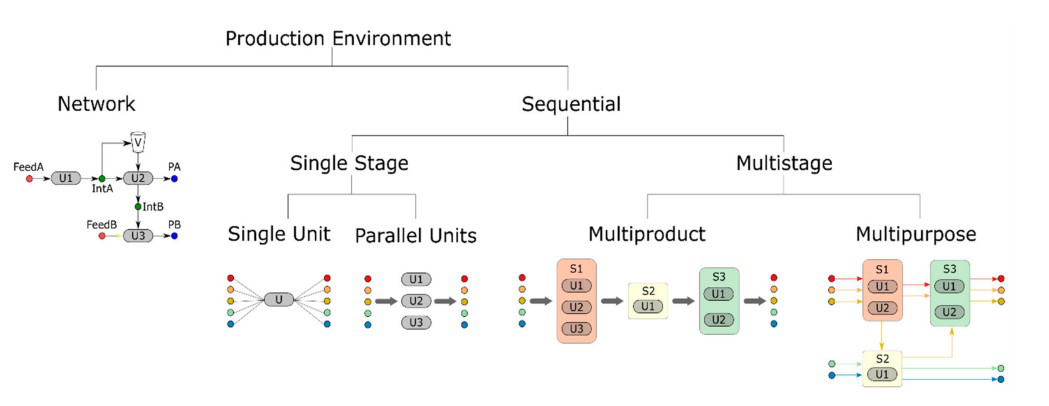 Production Environment
Network
Sequential
Single Stage
Multistage
V
FeedA
PA
U1
U2
IntA
IntB
FeedB
PB
U3
Single Unit
Parallel Units
Multiproduct
Multipurpose
U
U1
U2
U3
S1
U1
U2
U3
S2
U1
S3
U1
U2
S1
U1
U2
S3
U1
U2
S2
U1